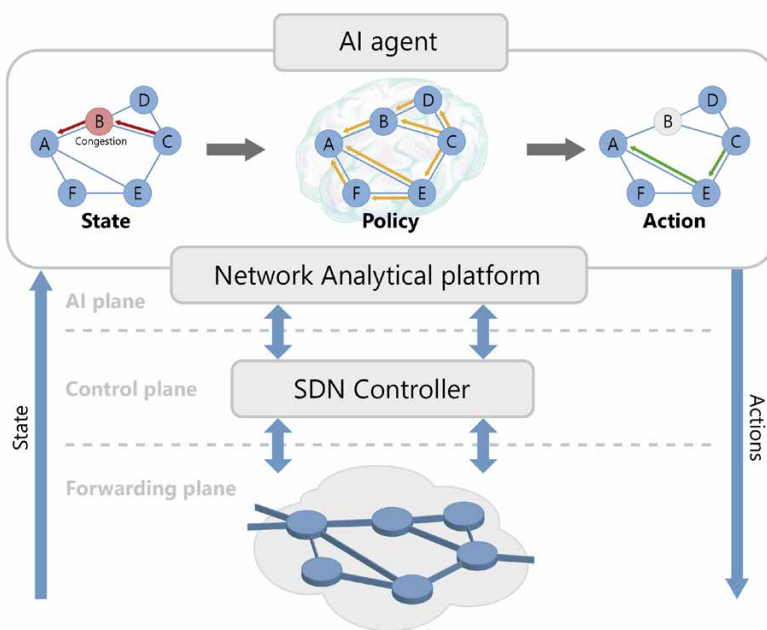 AI agent
D
B
Congestion
A
C
F
E
State
D
B
A
C
F
E
Policy
D
B
A
C
F
E
Action
Network Analytical platform
AI plane
SDN Controller
Control plane
State
Actions
Forwarding plane